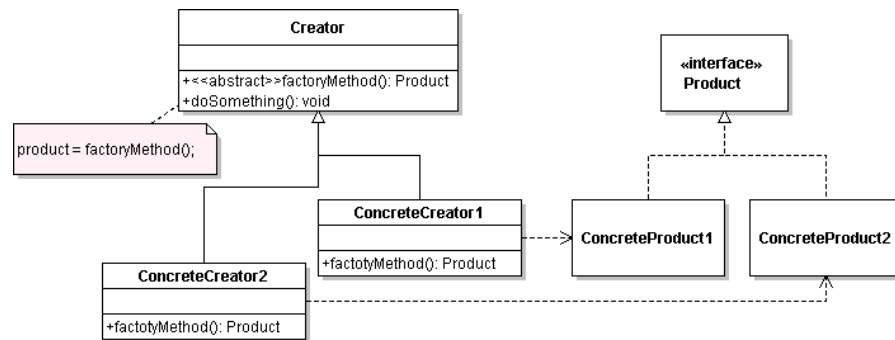 Creator
+<<abstract>>factoryMethod(): Product
+doSomething(): void
product = factoryMethod();
«interface»
Product
ConcreteCreator1
+factotyMethod(): Product
ConcreteProduct1
ConcreteProduct2
ConcreteCreator2
+factotyMethod(): Product